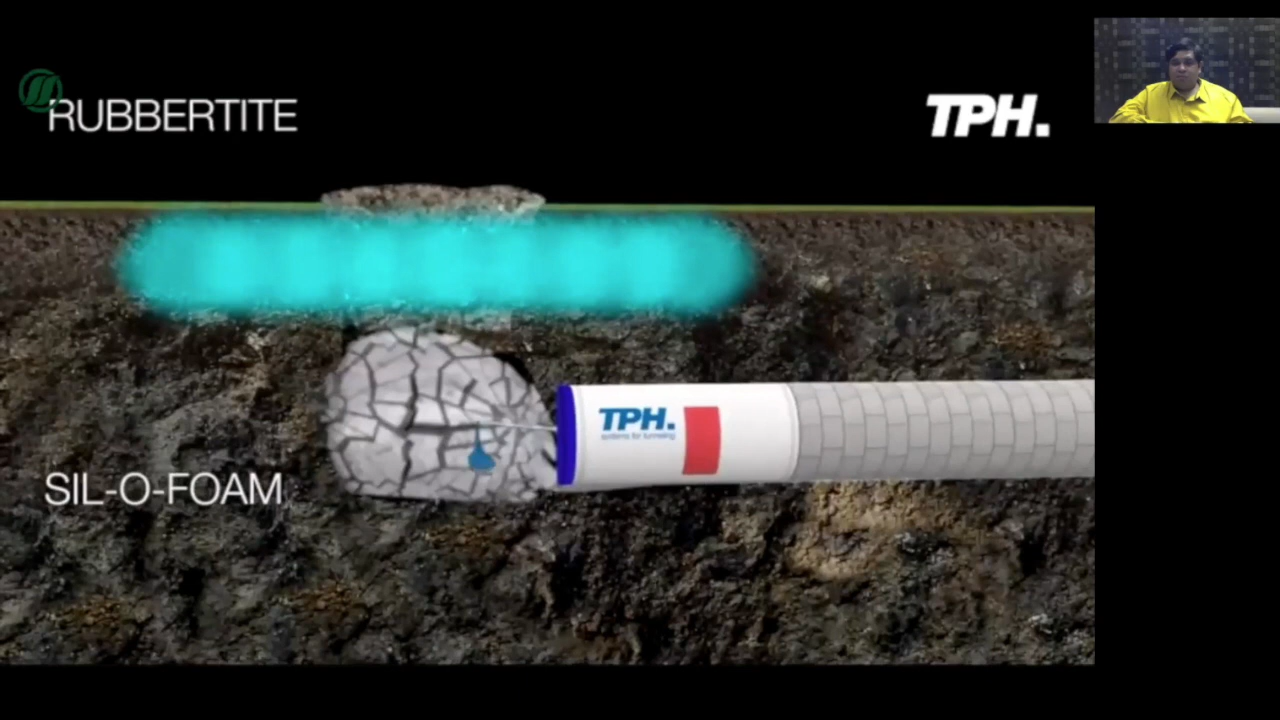 RUBBERTITE
TPH.
TPH.
systems for tunneling
SIL-O-FOAM